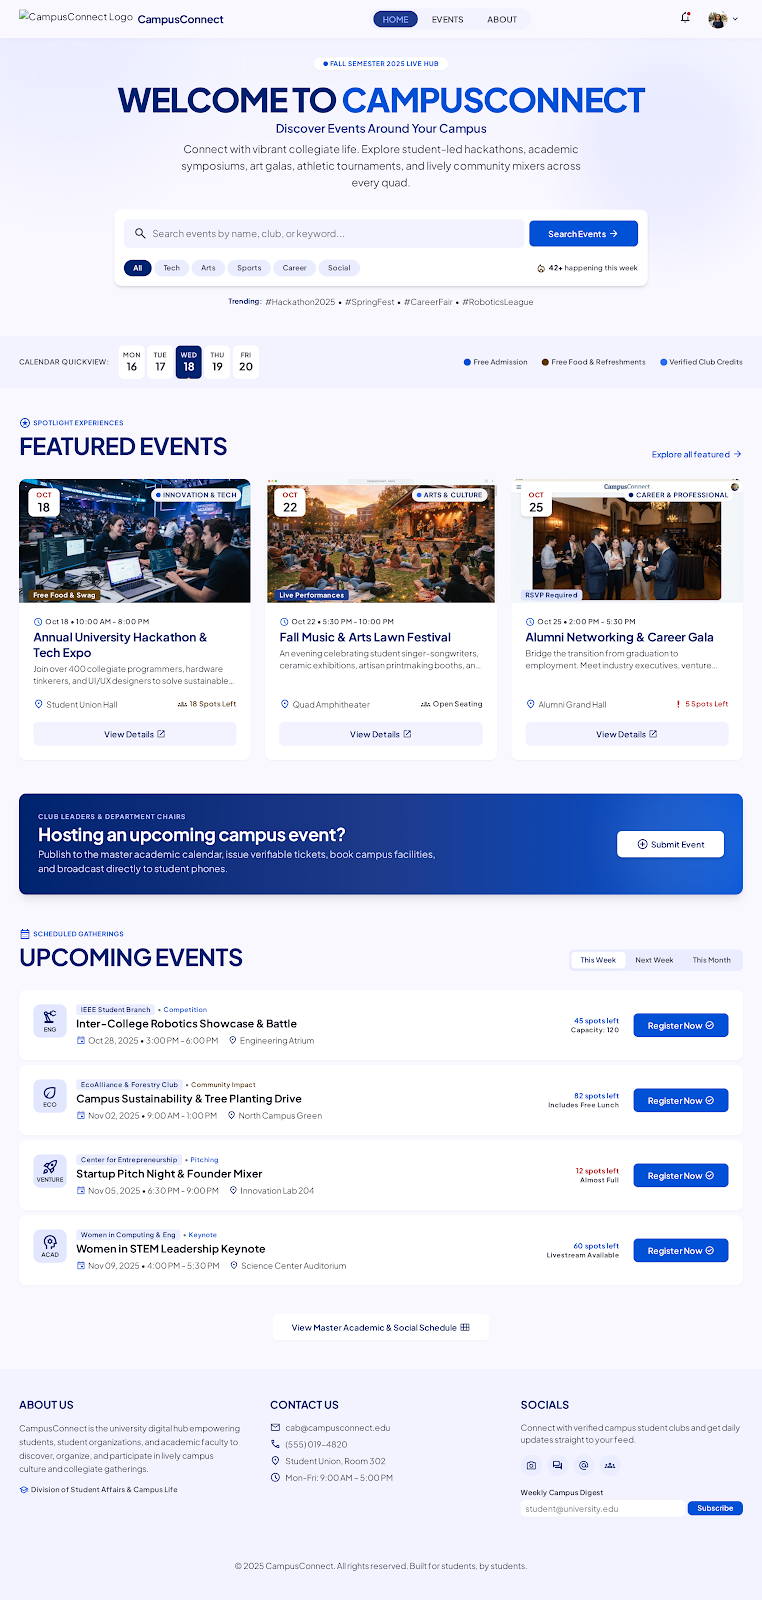 CampusConnect Logo CampusConnect
HOME EVENTS ABOUT
FALL SEMESTER 2025 LIVE HUB
WELCOME TO CAMPUSCONNECT
Discover Events Around Your Campus
Connect with vibrant collegiate life. Explore student-led hackathons, academic
symposiums, art galas, athletic tournaments, and lively community mixers across
every quad.
Search events by name, club, or keyword...
Search Events
All Tech Arts Sports Career Social
42+ happening this week
Trending: #Hackathon2025 • #SpringFest • #CareerFair • #RoboticsLeague
CALENDAR QUICKVIEW:
MON
16
TUE
17
WED
18
THU
19
FRI
20
Free Admission
Free Food & Refreshments
Verified Club Credits
SPOTLIGHT EXPERIENCES
FEATURED EVENTS
Explore all featured
OCT
18
INNOVATION & TECH
Free Food & Swag
Oct 18 • 10:00 AM - 8:00 PM
Annual University Hackathon &
Tech Expo
Join over 400 collegiate programmers, hardware
tinkerers, and UI/UX designers to solve sustainable...
Student Union Hall
18 Spots Left
View Details
OCT
22
ARTS & CULTURE
Live Performances
Oct 22 • 5:30 PM - 10:00 PM
Fall Music & Arts Lawn Festival
An evening celebrating student singer-songwriters,
ceramic exhibitions, artisan printmaking booths, an...
Quad Amphitheater
Open Seating
View Details
CampusConnect
OCT
25
CAREER & PROFESSIONAL
RSVP Required
Oct 25 • 2:00 PM - 5:30 PM
Alumni Networking & Career Gala
Bridge the transition from graduation to
employment. Meet industry executives, venture...
Alumni Grand Hall
5 Spots Left
View Details
CLUB LEADERS & DEPARTMENT CHAIRS
Hosting an upcoming campus event?
Publish to the master academic calendar, issue verifiable tickets, book campus facilities,
and broadcast directly to student phones.
Submit Event
SCHEDULED GATHERINGS
UPCOMING EVENTS
This Week Next Week This Month
ENG
IEEE Student Branch • Competition
Inter-College Robotics Showcase & Battle
Oct 28, 2025 • 3:00 PM - 6:00 PM Engineering Atrium
45 spots left
Capacity: 120
Register Now
ECO
EcoAlliance & Forestry Club • Community Impact
Campus Sustainability & Tree Planting Drive
Nov 02, 2025 • 9:00 AM - 1:00 PM North Campus Green
82 spots left
Includes Free Lunch
Register Now
VENTURE
Center for Entrepreneurship • Pitching
Startup Pitch Night & Founder Mixer
Nov 05, 2025 • 6:30 PM - 9:00 PM Innovation Lab 204
12 spots left
Almost Full
Register Now
ACAD
Women in Computing & Eng • Keynote
Women in STEM Leadership Keynote
Nov 09, 2025 • 4:00 PM - 5:30 PM Science Center Auditorium
60 spots left
Livestream Available
Register Now
View Master Academic & Social Schedule
ABOUT US
CampusConnect is the university digital hub empowering
students, student organizations, and academic faculty to
discover, organize, and participate in lively campus
culture and collegiate gatherings.
Division of Student Affairs & Campus Life
CONTACT US
cab@campusconnect.edu
(555) 019-4820
Student Union, Room 302
Mon-Fri: 9:00 AM - 5:00 PM
SOCIALS
Connect with verified campus student clubs and get daily
updates straight to your feed.
Weekly Campus Digest
student@university.edu
Subscribe
© 2025 CampusConnect. All rights reserved. Built for students, by students.